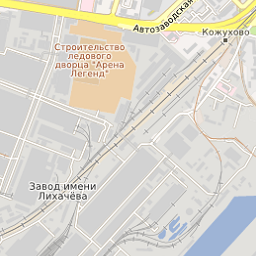 Автозаводская
Кожухово
Строительство
ледового
дворца "Арена
Легенд"
Завод имени
Лихачёва